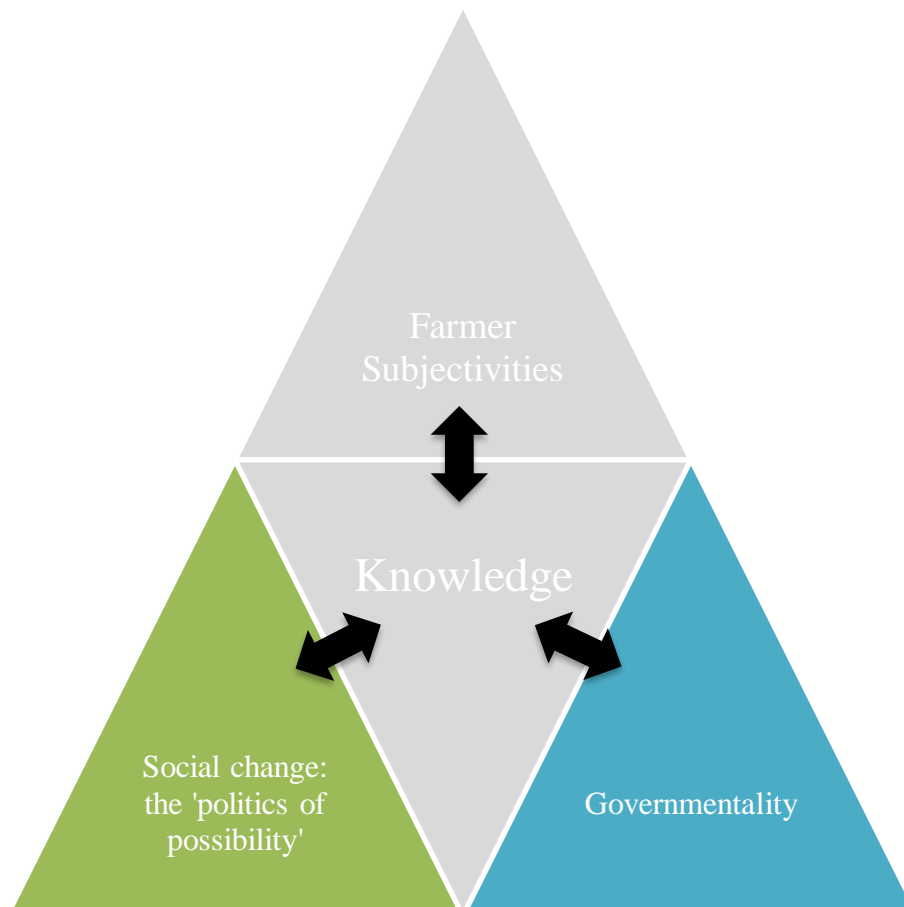 Farmer
Subjectivities
Knowledge
Social change:
the 'politics of
possibility'
Governmentality